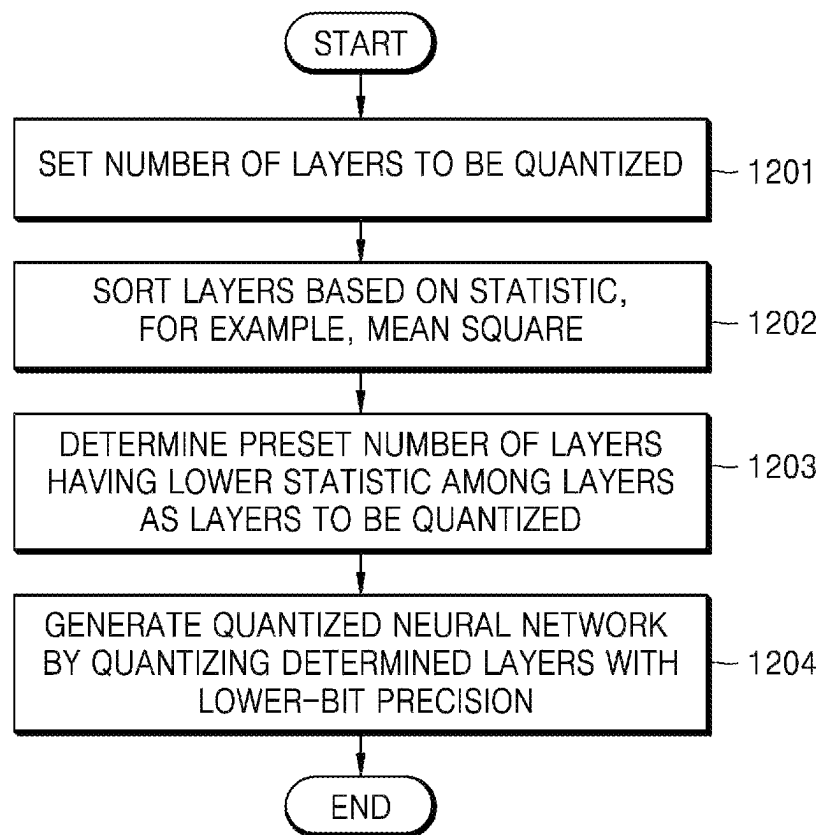 START
SET NUMBER OF LAYERS TO BE QUANTIZED
1201
SORT LAYERS BASED ON STATISTIC,
FOR EXAMPLE, MEAN SQUARE
1202
DETERMINE PRESET NUMBER OF LAYERS
HAVING LOWER STATISTIC AMONG LAYERS
AS LAYERS TO BE QUANTIZED
1203
GENERATE QUANTIZED NEURAL NETWORK
BY QUANTIZING DETERMINED LAYERS WITH
LOWER-BIT PRECISION
1204
END